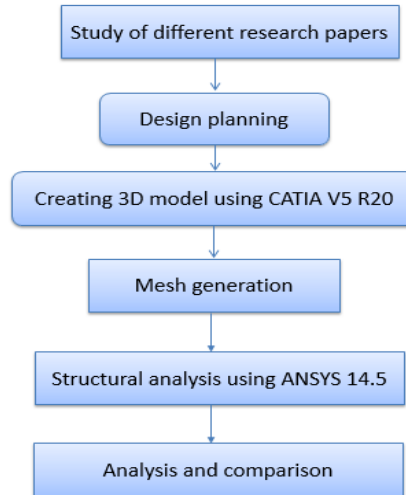 Study of different research papers
Design planning
Creating 3D model using CATIA V5 R20
Mesh generation
Structural analysis using ANSYS 14.5
Analysis and comparison